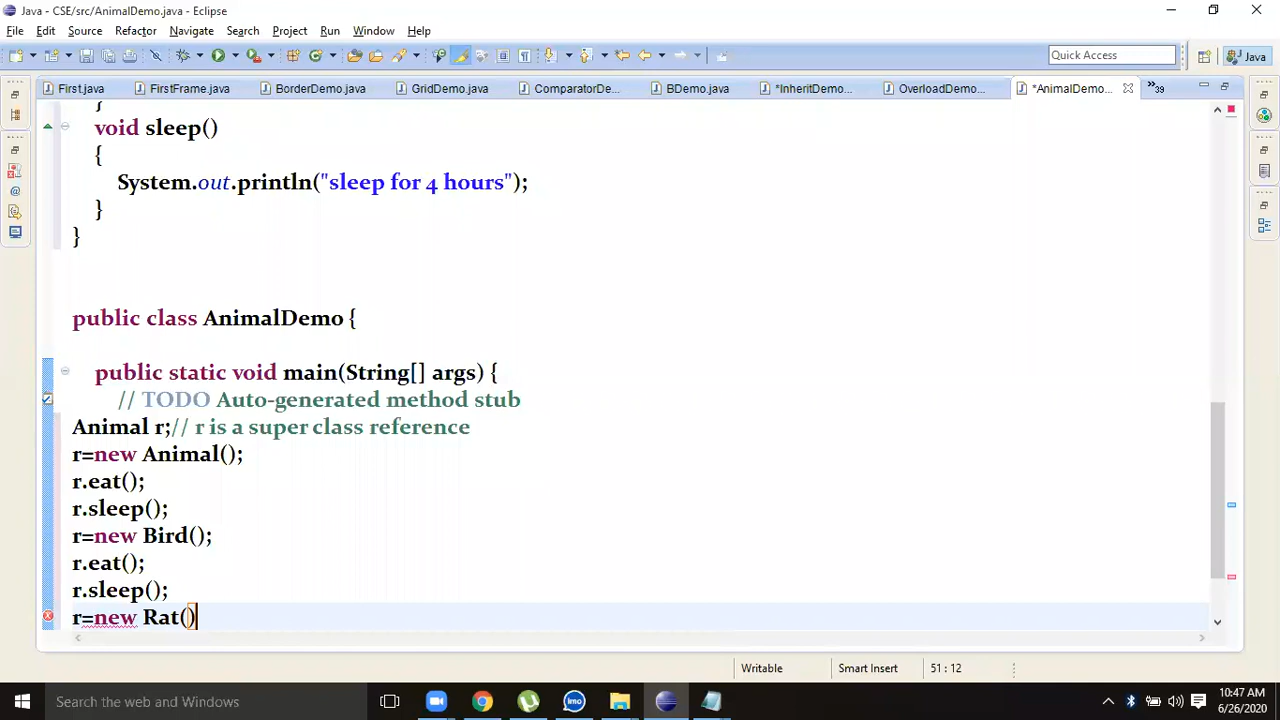 Java - CSE/src/AnimalDemo.java - Eclipse
File Edit Source Refactor Navigate Search Project Run Window Help
Quick Access
Java
First.java FirstFrame.java BorderDemo.java GridDemo.java ComparatorDe... BDemo.java *InheritDemo.... OverloadDemo.... *AnimalDemo.... »39
}
void sleep()
{
System.out.println("sleep for 4 hours");
}
}
public class AnimalDemo {
public static void main(String[] args) {
// TODO Auto-generated method stub
Animal r;// r is a super class reference
r=new Animal();
r.eat();
r.sleep();
r=new Bird();
r.eat();
r.sleep();
r=new Rat()
Writable Smart Insert 51 : 12
Search the web and Windows
imo
10:47 AM
6/26/2020